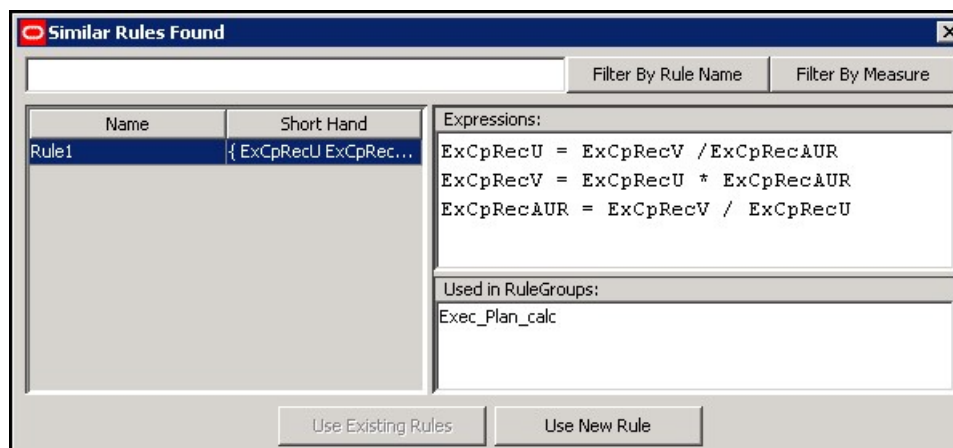 Similar Rules Found
Filter By Rule Name
Filter By Measure
Name
Short Hand
Rule1
{ ExCpRecU ExCpRec...
Expressions:
ExCpRecU = ExCpRecV /ExCpRecAUR
ExCpRecV = ExCpRecU * ExCpRecAUR
ExCpRecAUR = ExCpRecV / ExCpRecU
Used in RuleGroups:
Exec_Plan_calc
Use Existing Rules
Use New Rule